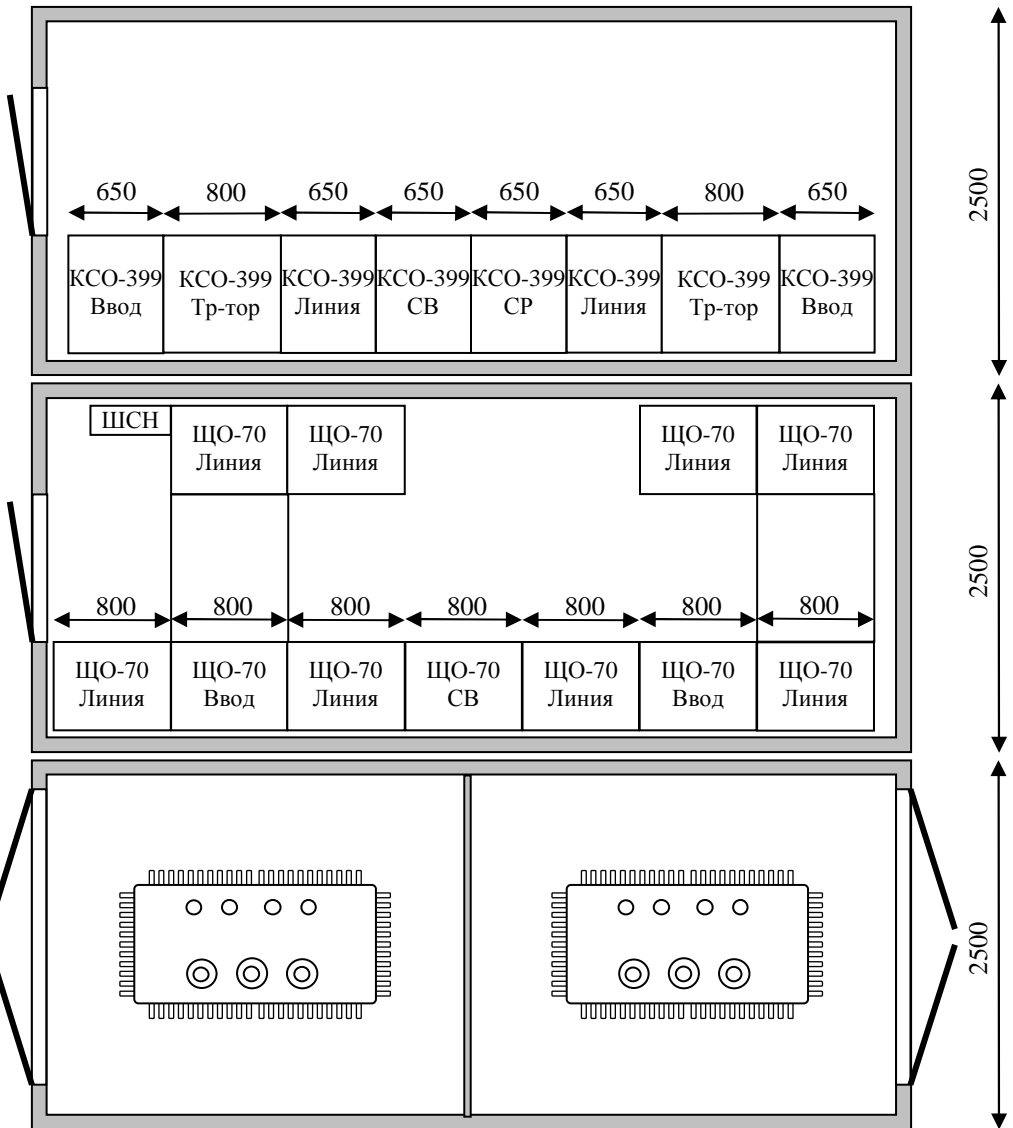 650 800 650 650 650 650 800 650
2500
КСО-399 КСО-399 КСО-399 КСО-399 КСО-399 КСО-399 КСО-399 КСО-399
Ввод Тр-тор Линия СВ СР Линия Тр-тор Ввод
ШСН ЩО-70 ЩО-70 ЩО-70 ЩО-70
Линия Линия Линия Линия
2500
800 800 800 800 800 800 800
ЩО-70 ЩО-70 ЩО-70 ЩО-70 ЩО-70 ЩО-70 ЩО-70
Линия Ввод Линия СВ Линия Ввод Линия
2500